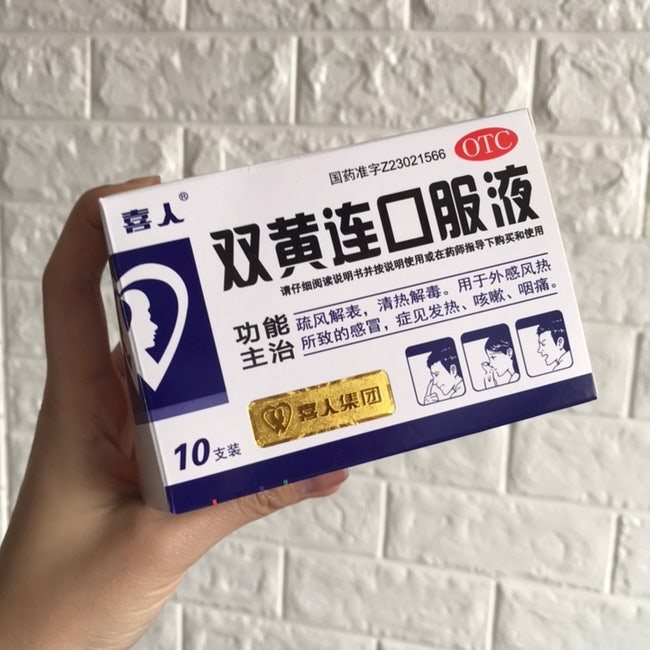 国药准字Z23021566
OTC
喜人®
双黄连口服液
请仔细阅读说明书并按说明使用或在药师指导下购买和使用
功能
主治
疏风解表，清热解毒。用于外感风热
所致的感冒，症见发热、咳嗽、咽痛。
喜人集团
10支装